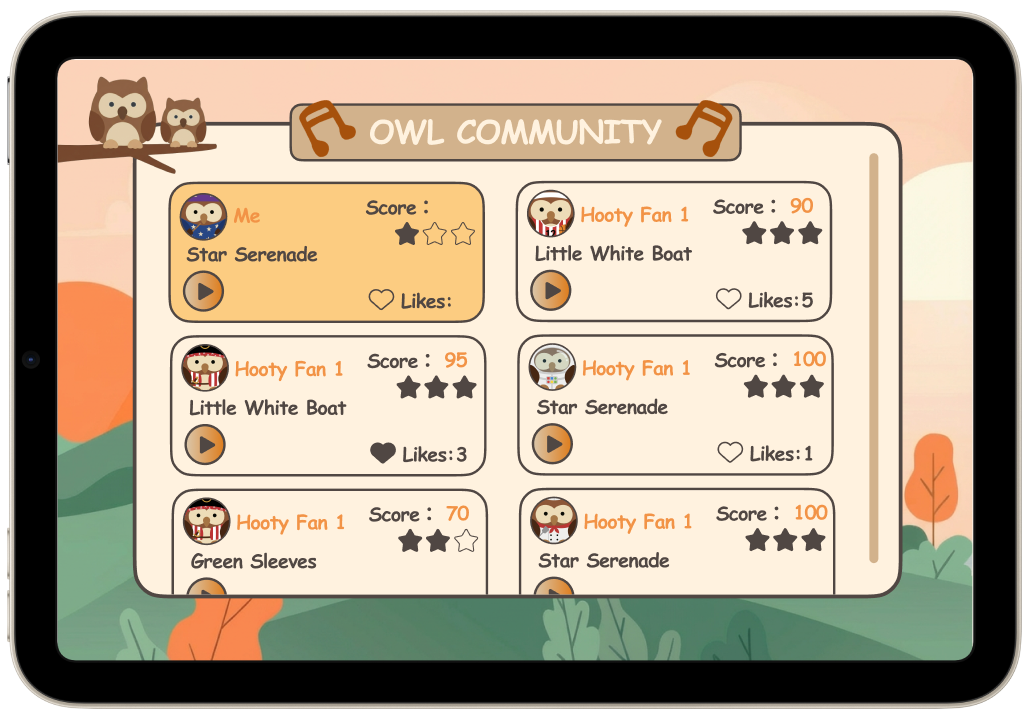 OWL COMMUNITY
Me
Score :
Star Serenade
Likes:
Hooty Fan 1
Score : 90
Little White Boat
Likes:5
Hooty Fan 1
Score : 95
Little White Boat
Likes:3
Hooty Fan 1
Score : 100
Star Serenade
Likes:1
Hooty Fan 1
Score : 70
Green Sleeves
Hooty Fan 1
Score : 100
Star Serenade